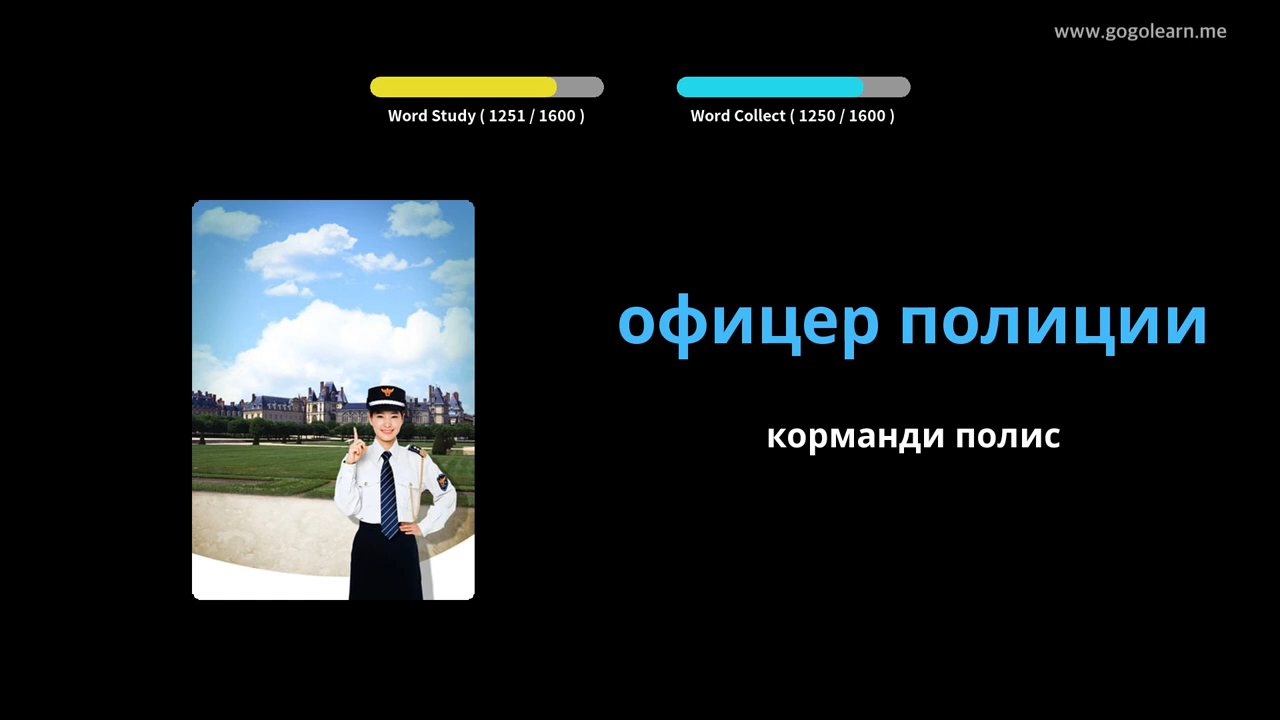 www.gogolearn.me
Word Study ( 1251 / 1600 )
Word Collect ( 1250 / 1600 )
офицер полиции
корманди полис